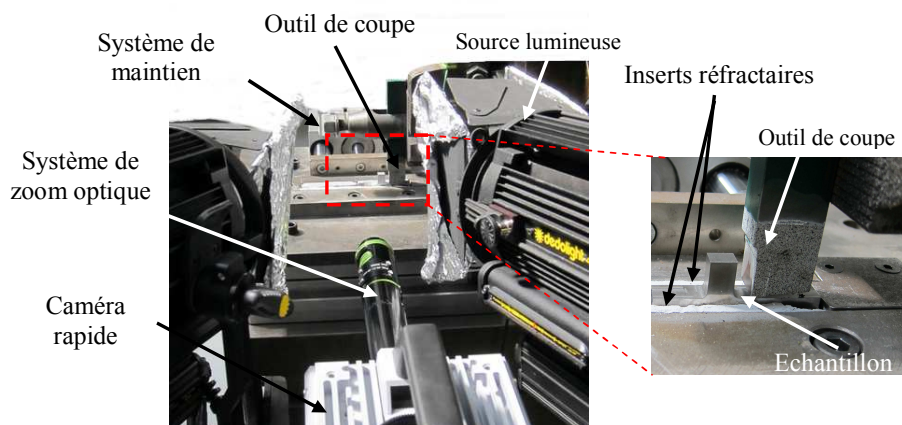 Système de
maintien
Outil de coupe
Source lumineuse
Inserts réfractaires
Système de
zoom optique
Outil de coupe
dedolight
Caméra
rapide
Echantillon